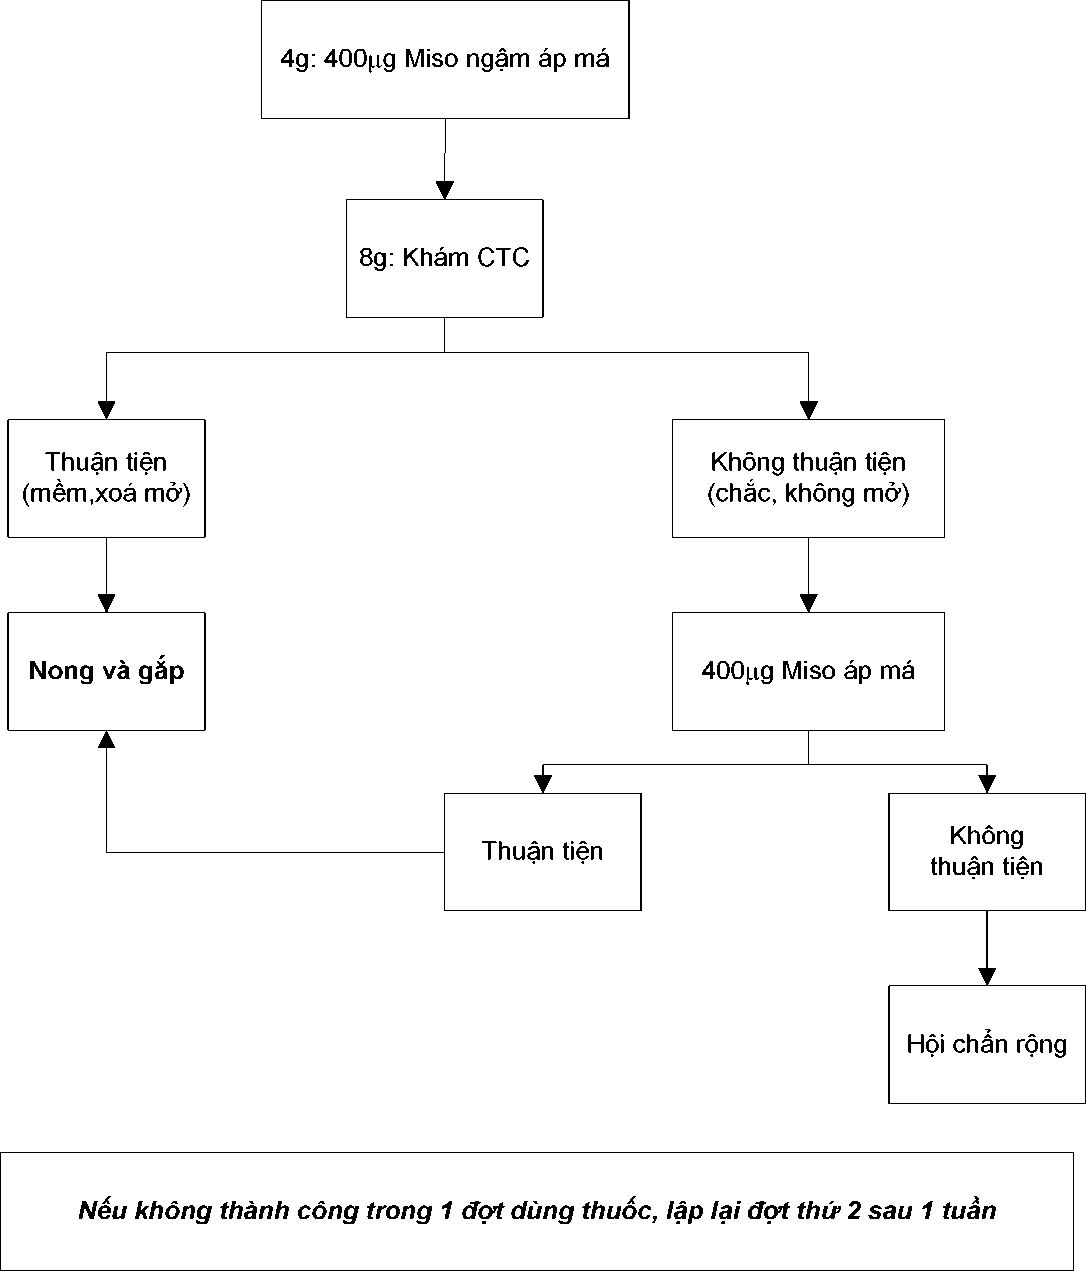 4g: 400μg Miso ngậm áp má
8g: Khám CTC
Thuận tiện
(mềm,xoá mở)
Không thuận tiện
(chắc, không mở)
Nong và gắp
400μg Miso áp má
Thuận tiện
Không
thuận tiện
Hội chẩn rộng
Nếu không thành công trong 1 đợt dùng thuốc, lập lại đợt thứ 2 sau 1 tuần